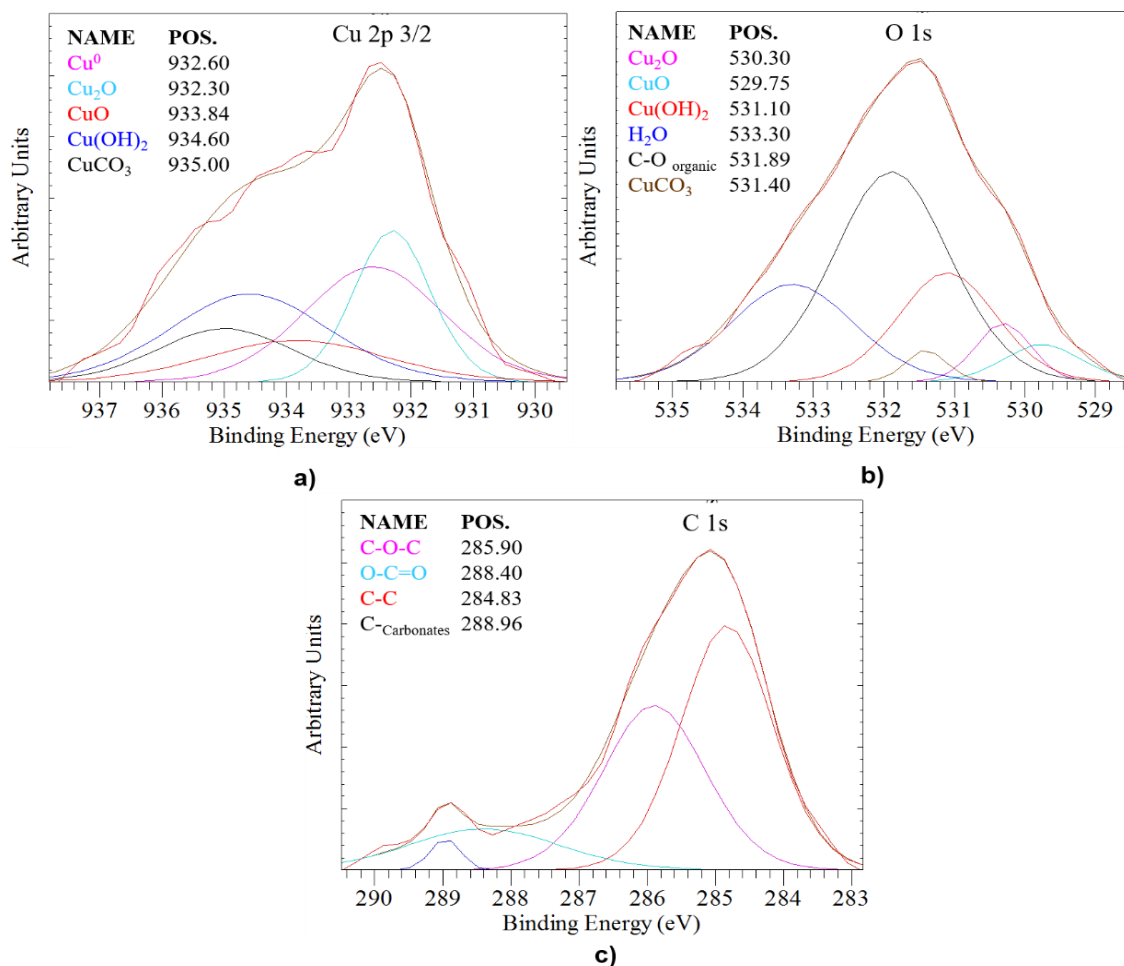 Cu 2p 3/2
NAME POS.
Cu⁰ 932.60
Cu₂O 932.30
CuO 933.84
Cu(OH)₂ 934.60
CuCO₃ 935.00
Arbitrary Units
937 936 935 934 933 932 931 930
Binding Energy (eV)
a)
O 1s
NAME POS.
Cu₂O 530.30
CuO 529.75
Cu(OH)₂ 531.10
H₂O 533.30
C-O organic 531.89
CuCO₃ 531.40
Arbitrary Units
535 534 533 532 531 530 529
Binding Energy (eV)
b)
C 1s
NAME POS.
C-O-C 285.90
O-C=O 288.40
C-C 284.83
C-Carbonates 288.96
Arbitrary Units
290 289 288 287 286 285 284 283
Binding Energy (eV)
c)